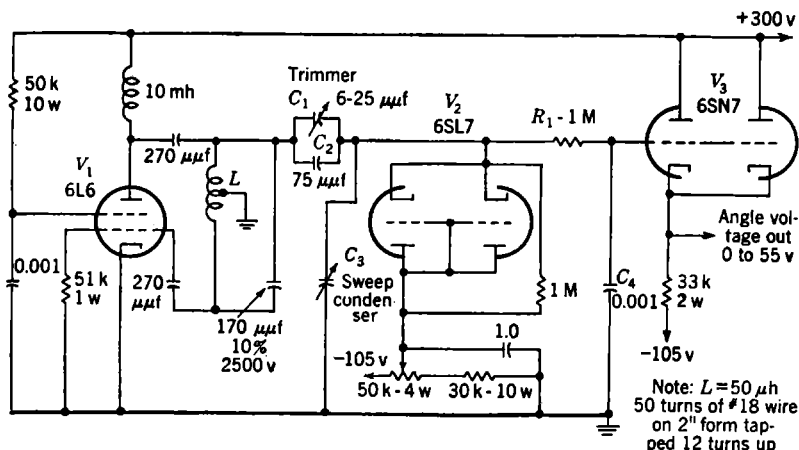 +300 v
50 k
10 w
10 mh
Trimmer
C₁ 6-25 μμf
C₂
75 μμf
V₂
6SL7
R₁ - 1 M
V₃
6SN7
270 μμf
V₁
6L6
L
Angle vol-
tage out
0 to 55 v
0.001
51 k
1 w
270
μμf
C₃
Sweep
conden
ser
1 M
C₄
0.001
33 k
2 w
170 μμf
10%
2500 v
1.0
-105 v
-105 v
50 k - 4 w
30 k - 10 w
Note: L = 50 μh
50 turns of #18 wire
on 2" form tap-
ped 12 turns up